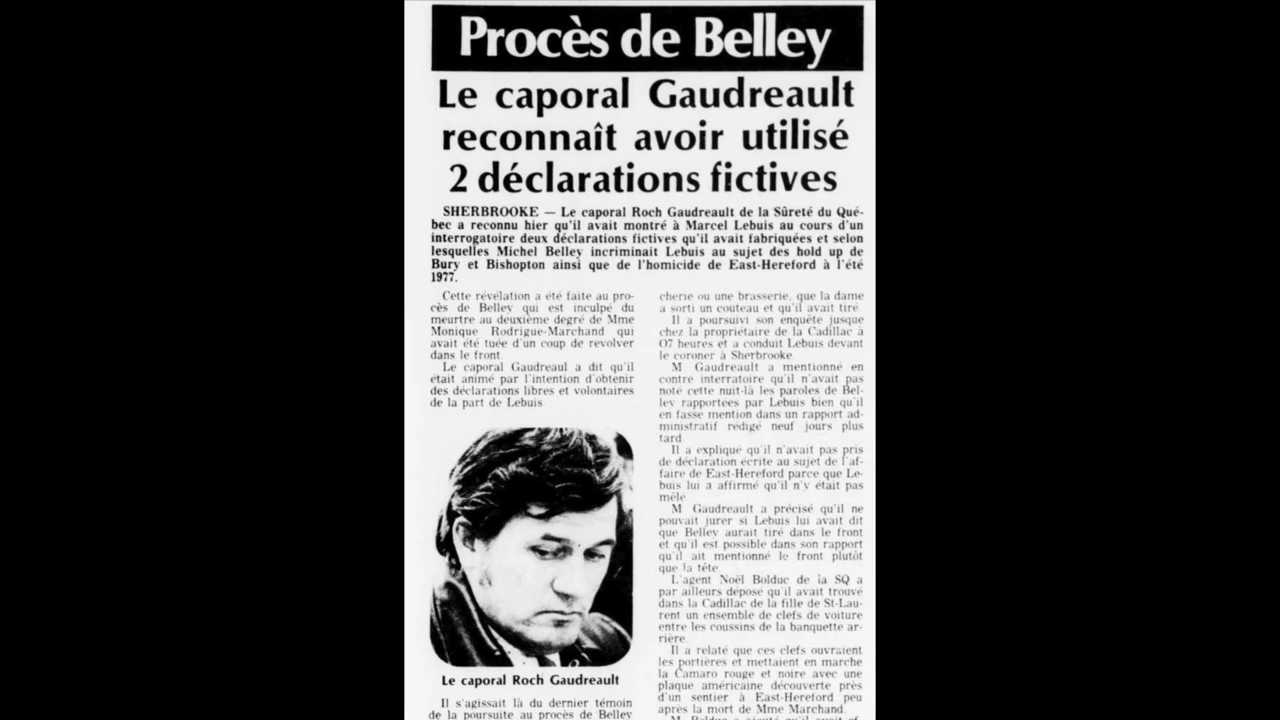 Procès de Belley
Le caporal Gaudreault
reconnaît avoir utilisé
2 déclarations fictives
SHERBROOKE — Le caporal Roch Gaudreault de la Sûreté du Qué-
bec a reconnu hier qu'il avait montré à Marcel Lebuis au cours d'un
interrogatoire deux déclarations fictives qu'il avait fabriquées et selon
lesquelles Michel Belley incriminait Lebuis au sujet des hold up de
Bury et Bishopton ainsi que de l'homicide de East-Hereford à l'été
1977.
Cette révélation a été faite au pro-
cès de Belley qui est inculpé du
meurtre au deuxième degré de Mme
Monique Rodrigue-Marchand qui
avait été tuée d'un coup de revolver
dans le front.
Le caporal Gaudreaul a dit qu'il
était animé par l'intention d'obtenir
des déclarations libres et volontaires
de la part de Lebuis.
Le caporal Roch Gaudreault
Il s'agissait là du dernier témoin
de la poursuite au procès de Belley
cherie ou une brasserie, que la dame
a sorti un couteau et qu'il avait tiré.
Il a poursuivi son enquête jusque
chez la propriétaire de la Cadillac à
07 heures et a conduit Lebuis devant
le coroner à Sherbrooke.
M Gaudreault a mentionné en
contre interratoire qu'il n'avait pas
noté cette nuit-là les paroles de Bel-
ley rapportées par Lebuis bien qu'il
en fasse mention dans un rapport ad-
ministratif rédigé neuf jours plus
tard.
Il a expliqué qu'il n'avait pas pris
de déclaration écrite au sujet de l'af-
faire de East-Hereford parce que Le-
buis lui a affirmé qu'il n'y était pas
mêlé.
M Gaudreault a précisé qu'il ne
pouvait jurer si Lebuis lui avait dit
que Belley aurait tiré dans le front
et qu'il est possible dans son rapport
qu'il ait mentionné le front plutôt
que la tête.
L'agent Noël Bolduc de la SQ a
par ailleurs déposé qu'il avait trouvé
dans la Cadillac de la fille de St-Lau-
rent un ensemble de clefs de voiture
entre les coussins de la banquette ar-
rière.
Il a relaté que ces clefs ouvraient
les portières et mettaient en marche
la Camaro rouge et noire avec une
plaque américaine découverte près
d'un sentier à East-Hereford peu
après la mort de Mme Marchand.